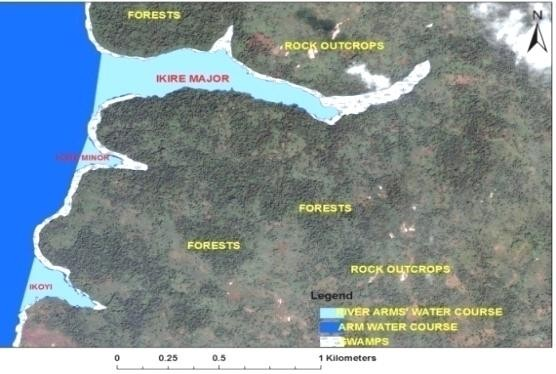 FORESTS
N
ROCK OUTCROPS
IKIRE MAJOR
MINOR
FORESTS
FORESTS
ROCK OUTCROPS
IKOYI
Legend
RIVER ARMS' WATER COURSE
ARM WATER COURSE
SWAMPS
0 0.25 0.5 1 Kilometers